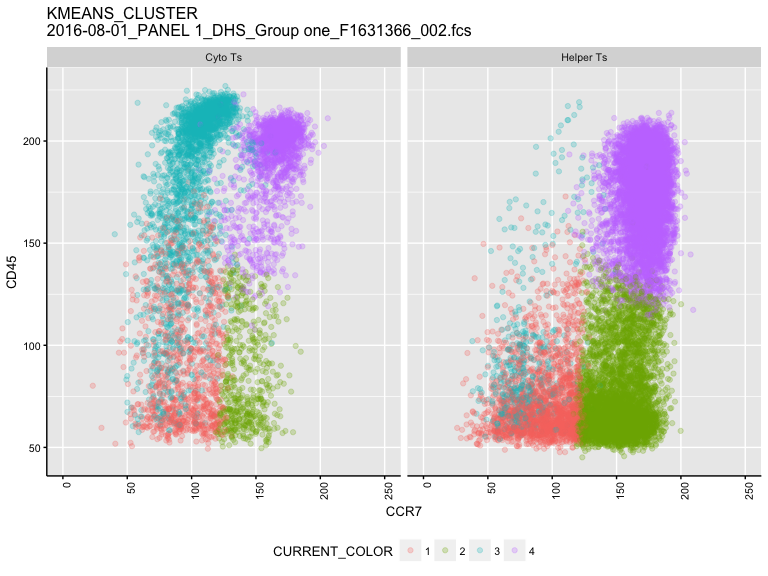 KMEANS_CLUSTER
2016-08-01_PANEL 1_DHS_Group one_F1631366_002.fcs
Cyto Ts
Helper Ts
CD45
200
150
100
50
0 50 100 150 200 250
0 50 100 150 200 250
CCR7
CURRENT_COLOR 1 2 3 4